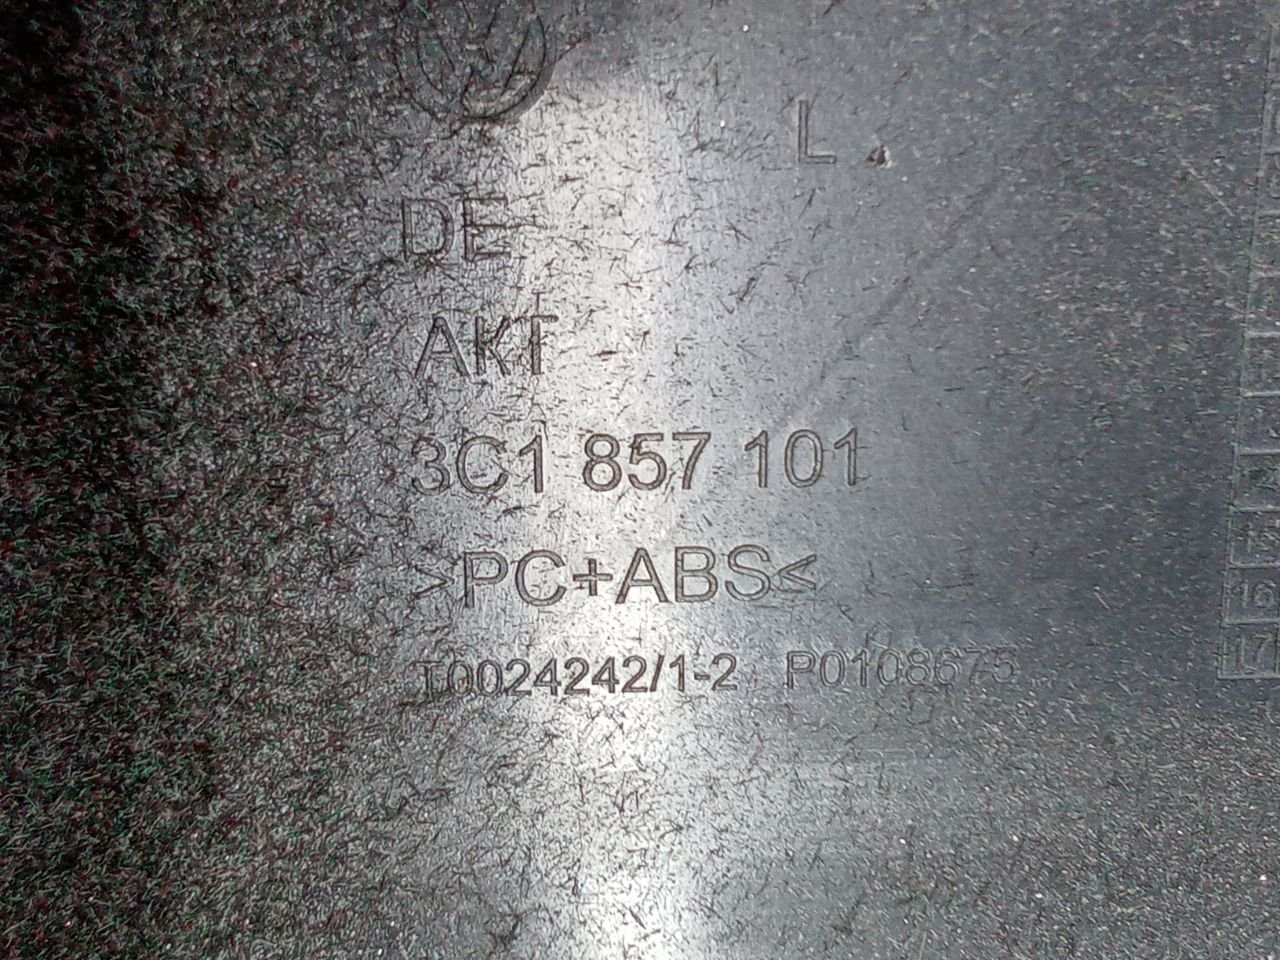 L
DE
AKT
3C1 857 101
>PC+ABS<
T0024242/1-2 P0108675